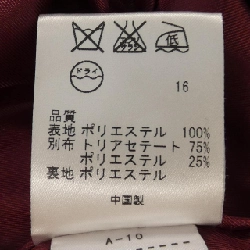 低
ドライ
16
品質
表地 ポリエステル 100%
別布 トリアセテート 75%
ポリエステル 25%
裏地 ポリエステル
中国製
A-10